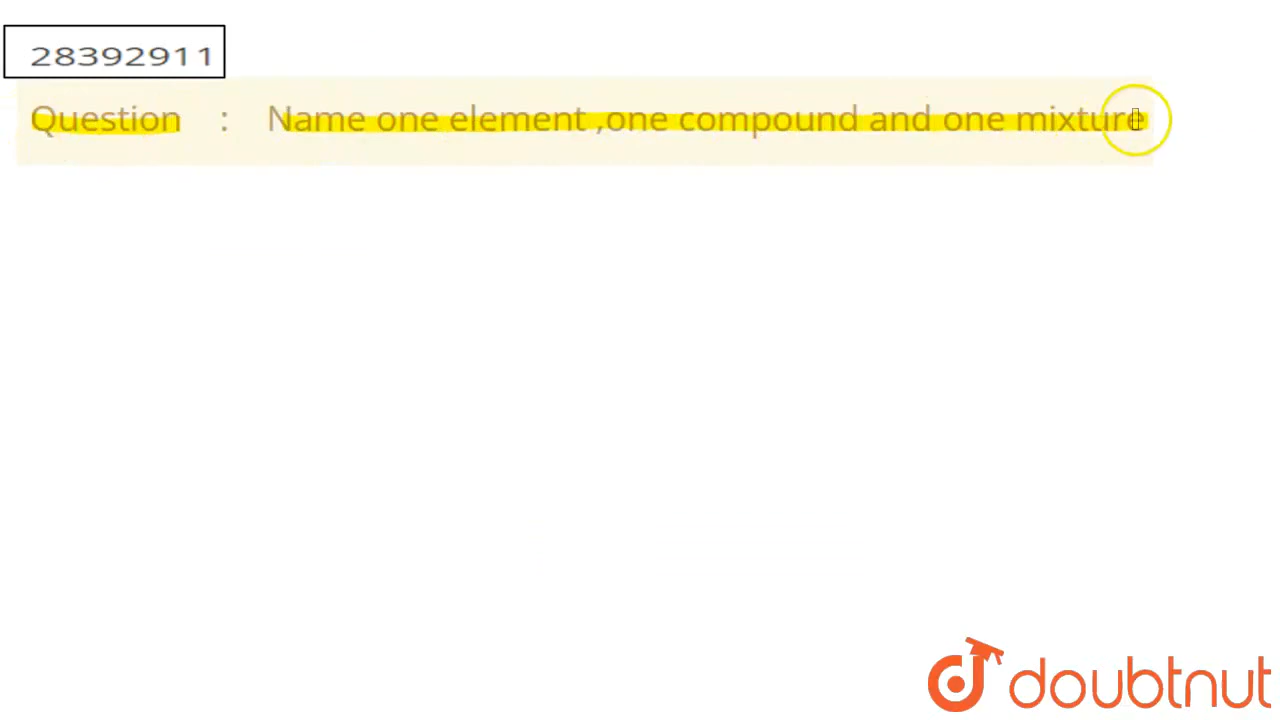 28392911
Question : Name one element ,one compound and one mixture
doubtnut